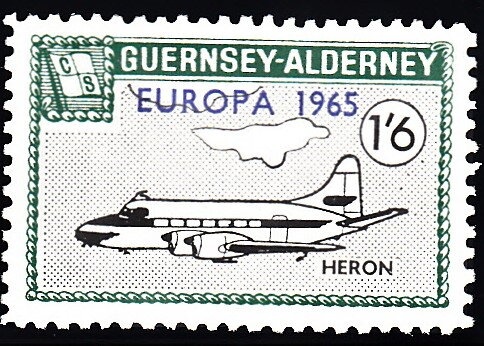 C S
GUERNSEY-ALDERNEY
EUROPA 1965
1'6
HERON